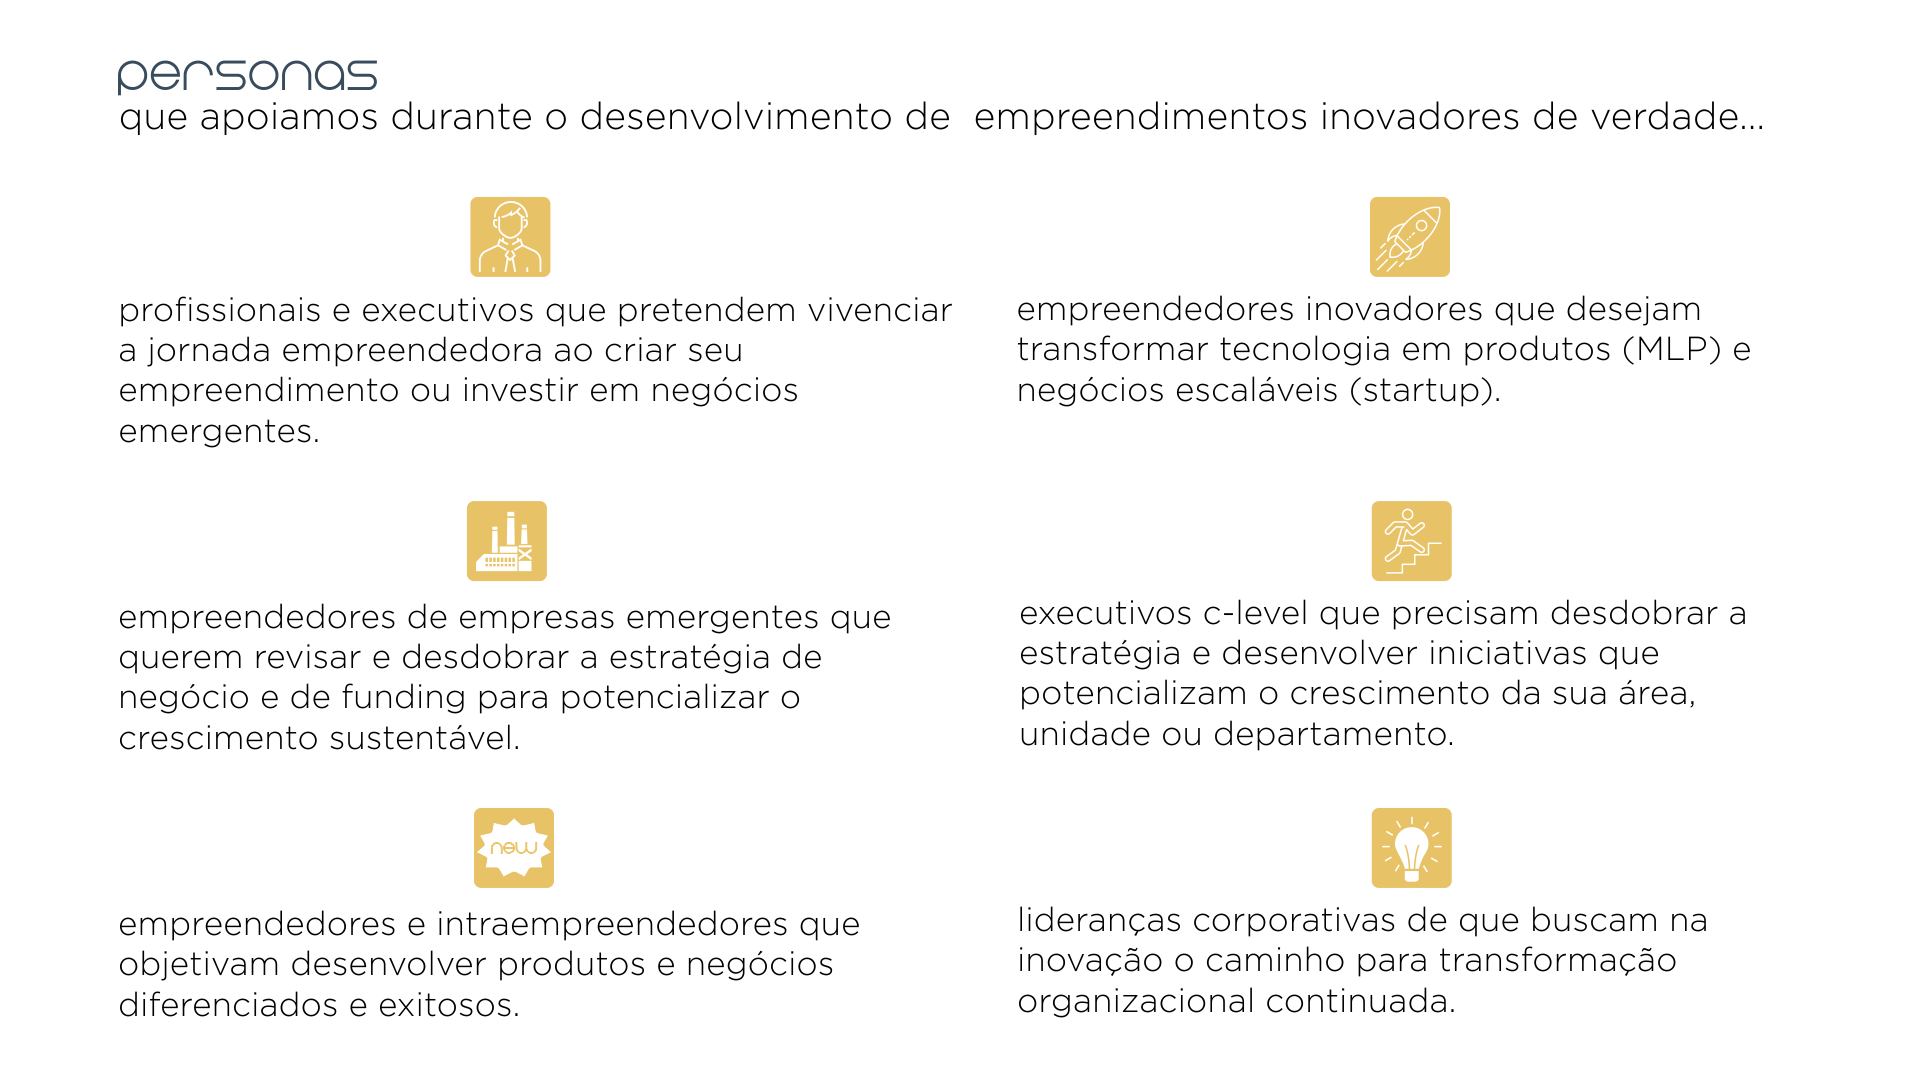 personas
que apoiamos durante o desenvolvimento de  empreendimentos inovadores de verdade...
profissionais e executivos que pretendem vivenciar
a jornada empreendedora ao criar seu
empreendimento ou investir em negócios
emergentes.
empreendedores inovadores que desejam
transformar tecnologia em produtos (MLP) e
negócios escaláveis (startup).
empreendedores de empresas emergentes que
querem revisar e desdobrar a estratégia de
negócio e de funding para potencializar o
crescimento sustentável.
executivos c-level que precisam desdobrar a
estratégia e desenvolver iniciativas que
potencializam o crescimento da sua área,
unidade ou departamento.
new
empreendedores e intraempreendedores que
objetivam desenvolver produtos e negócios
diferenciados e exitosos.
lideranças corporativas de que buscam na
inovação o caminho para transformação
organizacional continuada.